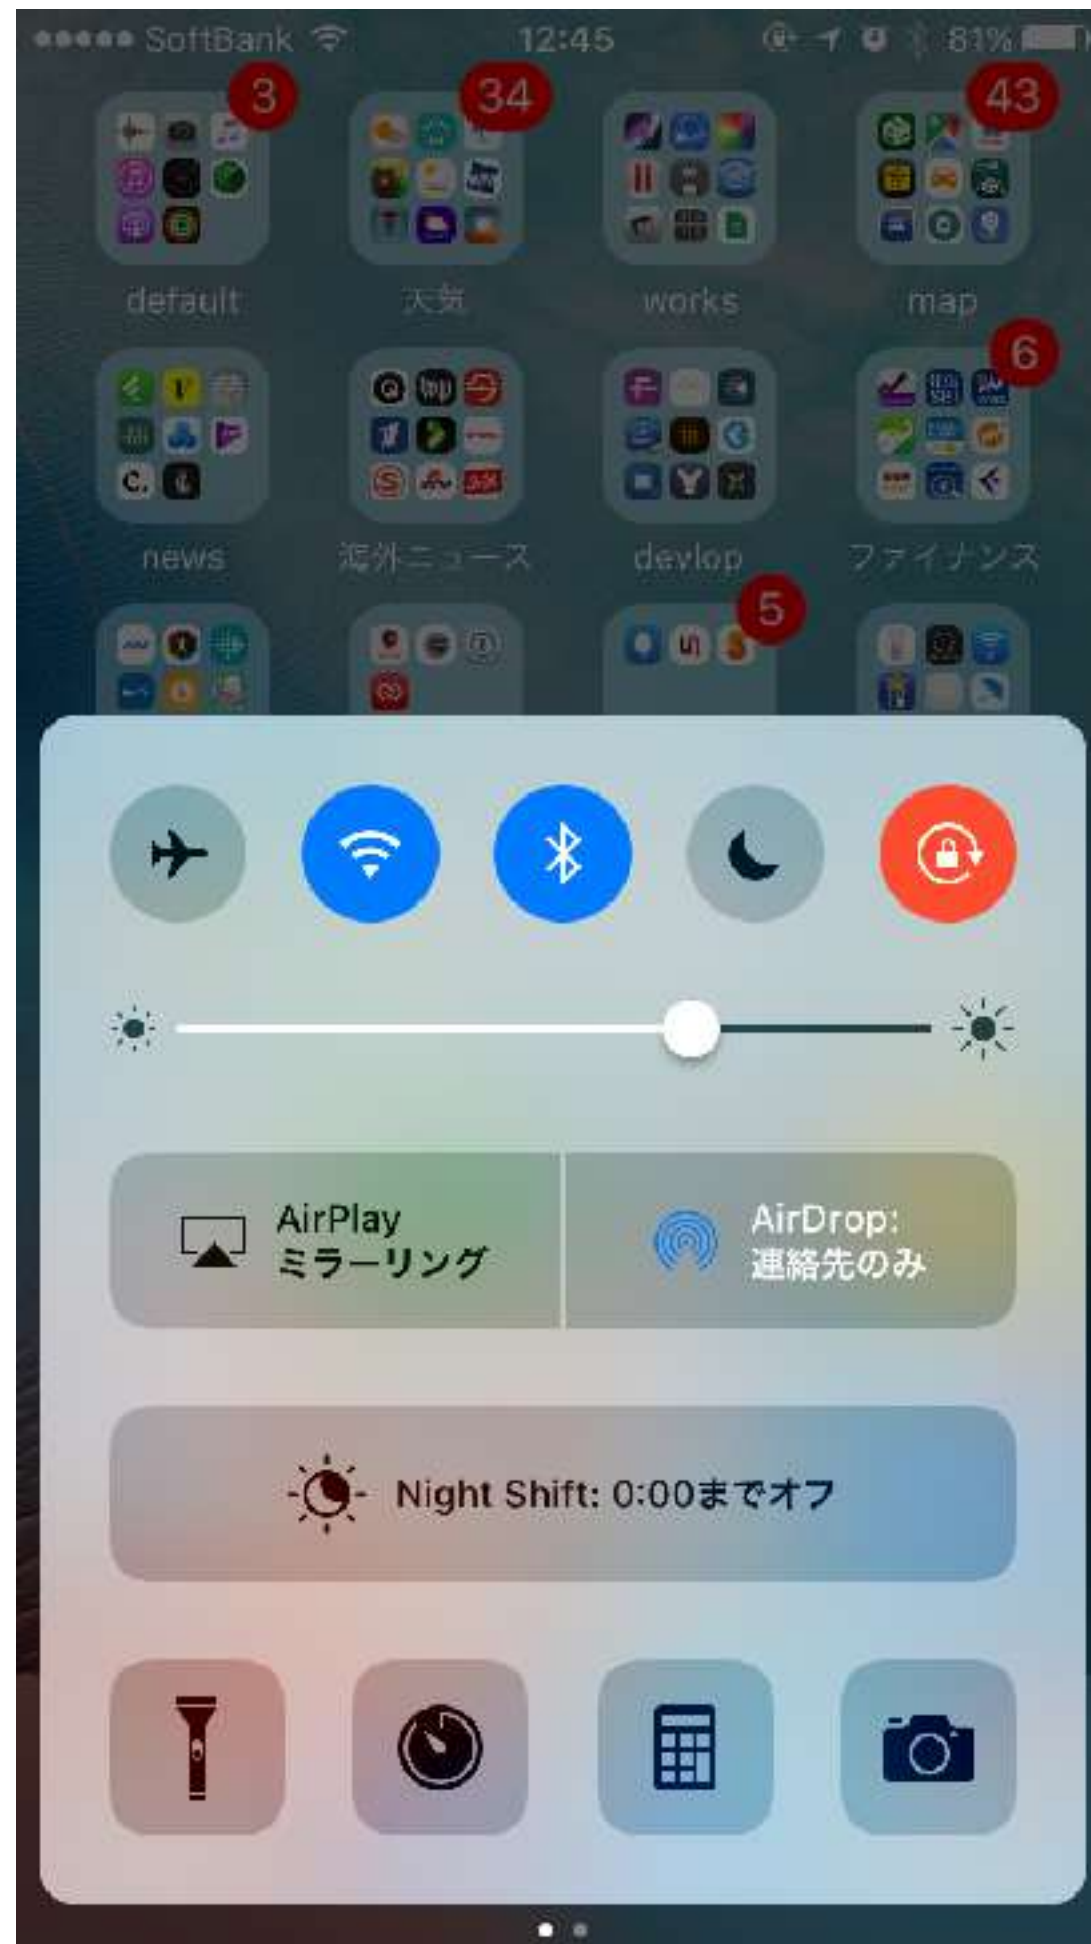 SoftBank 12:45 81%
3 34 43
default 天気 works map
6
news 海外ニュース devlop ファイナンス
5
AirPlay
ミラーリング
AirDrop:
連絡先のみ
Night Shift: 0:00までオフ